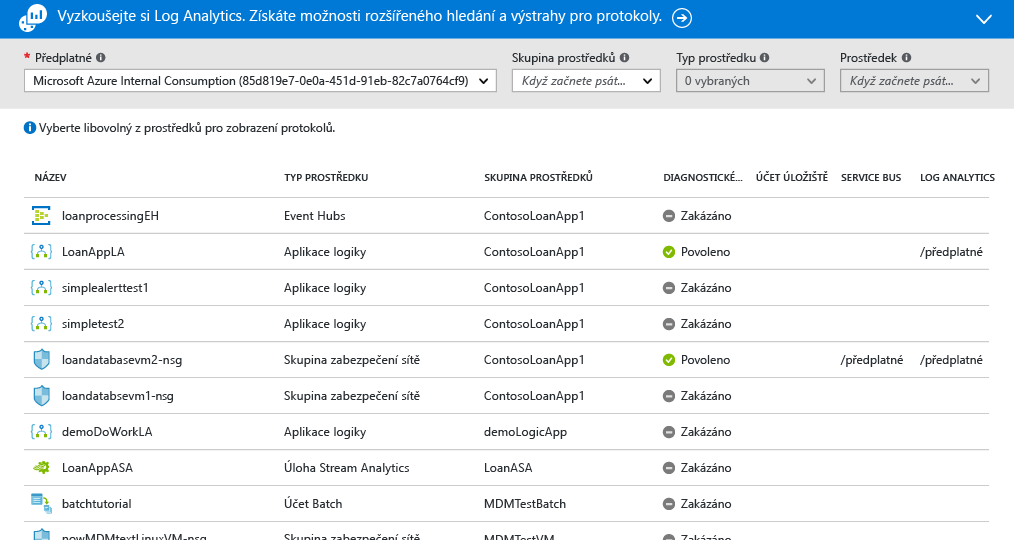 Vyzkoušejte si Log Analytics. Získáte možnosti rozšířeného hledání a výstrahy pro protokoly.
* Předplatné Skupina prostředků Typ prostředku Prostředek
Microsoft Azure Internal Consumption (85d819e7-0e0a-451d-91eb-82c7a0764cf9) Když začnete psát... 0 vybraných Když začnete psát...
Vyberte libovolný z prostředků pro zobrazení protokolů.
NÁZEV TYP PROSTŘEDKU SKUPINA PROSTŘEDKŮ DIAGNOSTICKÉ... ÚČET ÚLOŽIŠTĚ SERVICE BUS LOG ANALYTICS
loanprocessingEH Event Hubs ContosoLoanApp1 Zakázáno
LoanAppLA Aplikace logiky ContosoLoanApp1 Povoleno /předplatné
simplealerttest1 Aplikace logiky ContosoLoanApp1 Zakázáno
simpletest2 Aplikace logiky ContosoLoanApp1 Zakázáno
loandatabasevm2-nsg Skupina zabezpečení sítě ContosoLoanApp1 Povoleno /předplatné /předplatné
loandatabsevm1-nsg Skupina zabezpečení sítě ContosoLoanApp1 Zakázáno
demoDoWorkLA Aplikace logiky demoLogicApp Zakázáno
LoanAppASA Úloha Stream Analytics LoanASA Zakázáno
batchtutorial Účet Batch MDMTestBatch Zakázáno
nowMDMtextLinuxVM-nsg Skupina zabezpečení sítě MDMTestVM Zakázáno